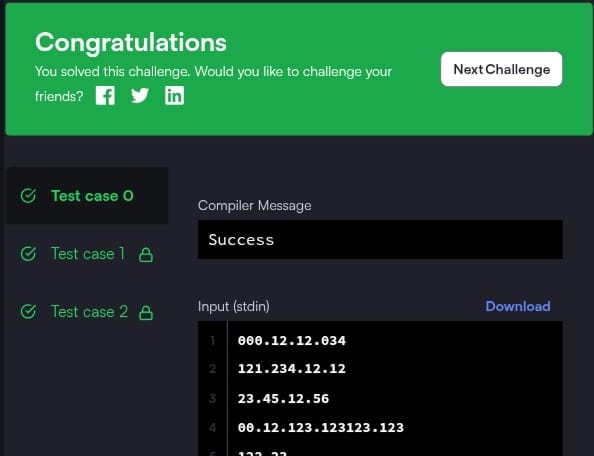 Congratulations
You solved this challenge. Would you like to challenge your
friends?
Next Challenge
Test case 0
Test case 1
Test case 2
Compiler Message
Success
Input (stdin)
Download
1 000.12.12.034
2 121.234.12.12
3 23.45.12.56
4 00.12.123.123123.123
5 122.23